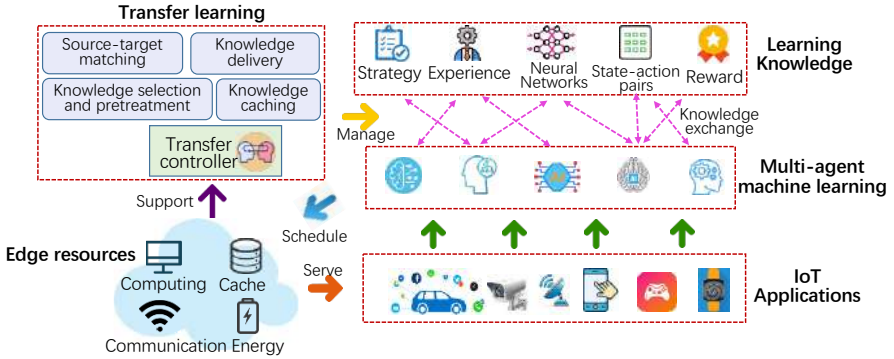 Transfer learning
Source-target
matching
Knowledge
delivery
Knowledge selection
and pretreatment
Knowledge
caching
Transfer
controller
Support
Manage
Schedule
Strategy
Experience
Neural
Networks
State-action
pairs
Reward
Learning
Knowledge
Knowledge
exchange
Multi-agent
machine learning
Edge resources
Computing
Cache
Communication
Energy
Serve
IoT
Applications